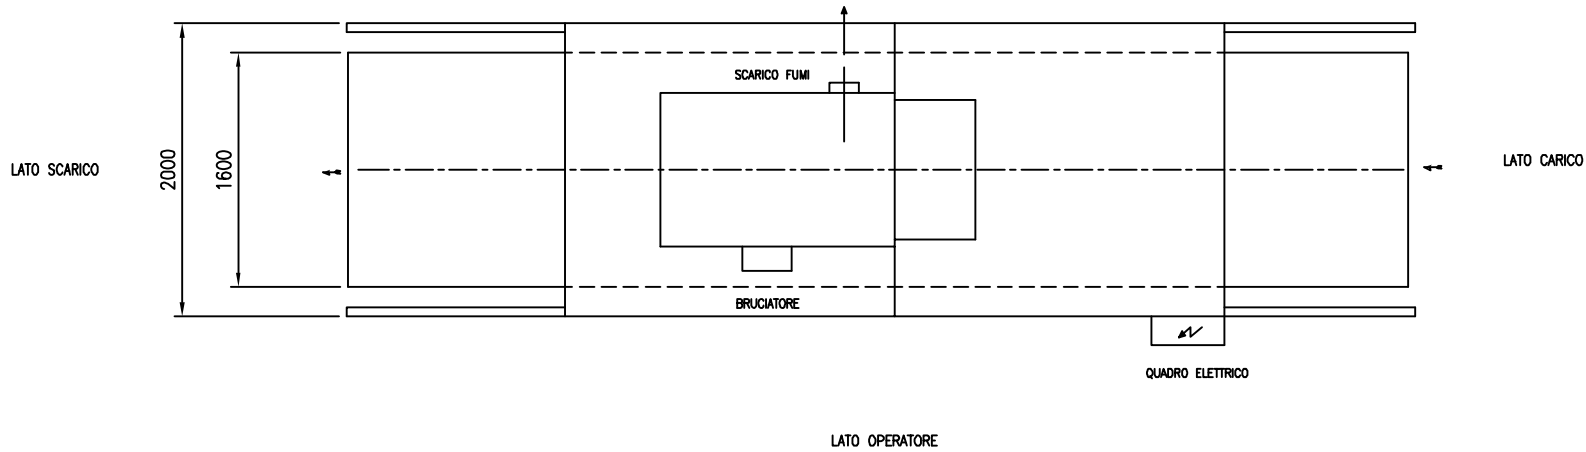 SCARICO FUMI
LATO SCARICO
2000
1600
LATO CARICO
BRUCIATORE
QUADRO ELETTRICO
LATO OPERATORE